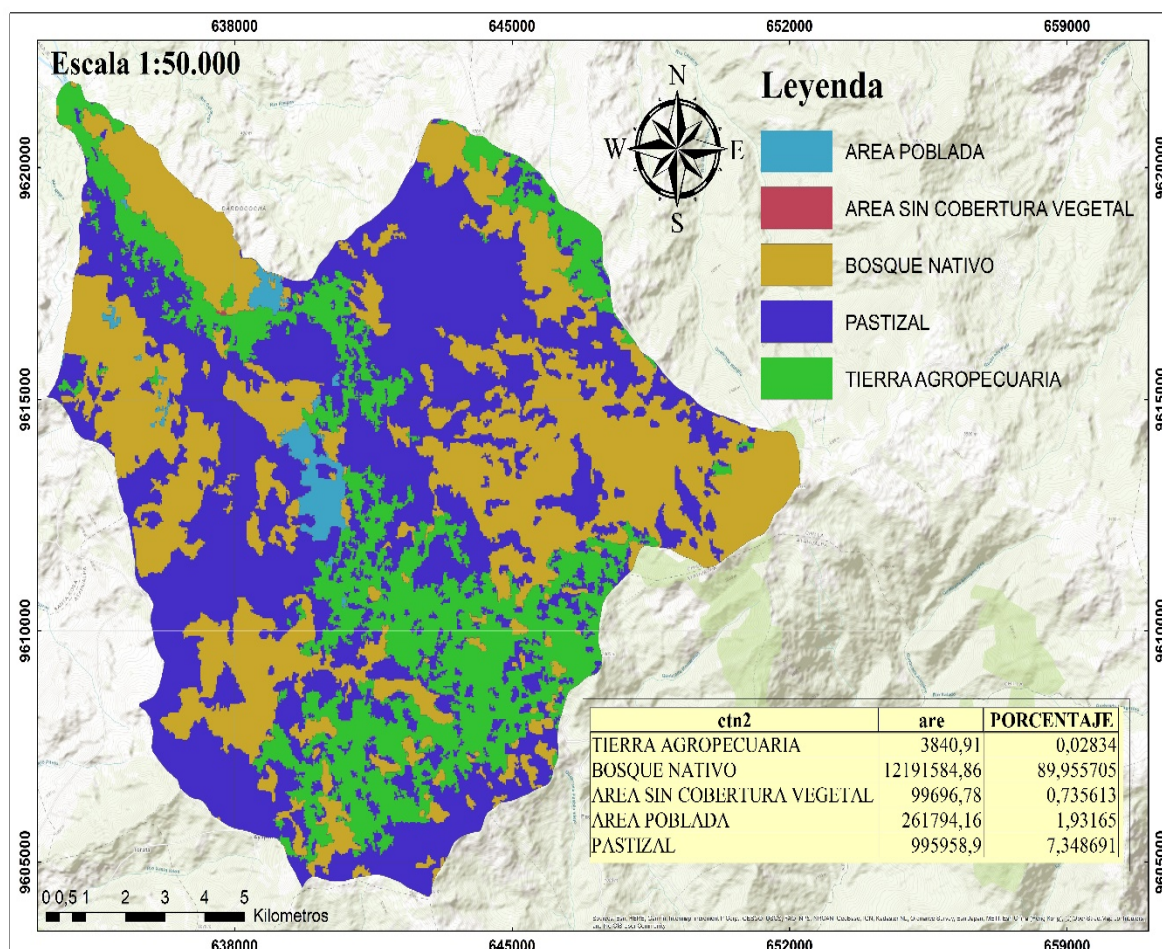 638000 645000 652000 659000
Escala 1:50.000
N
W E
S
Leyenda
AREA POBLADA
AREA SIN COBERTURA VEGETAL
BOSQUE NATIVO
PASTIZAL
TIERRA AGROPECUARIA
9620000 9620000
9615000 9615000
9610000 9610000
9605000 9605000
ctn2 are PORCENTAJE
TIERRA AGROPECUARIA 3840,91 0,02834
BOSQUE NATIVO 12191584,86 89,955705
AREA SIN COBERTURA VEGETAL 99696,78 0,735613
AREA POBLADA 261794,16 1,93165
PASTIZAL 995958,9 7,348691
0 0,5 1 2 3 4 5
Kilometros
638000 645000 652000 659000